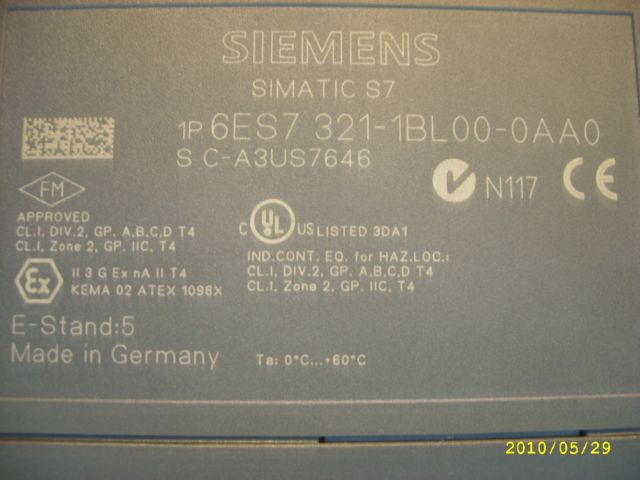 SIEMENS
SIMATIC S7
1P 6ES7 321-1BL00-0AA0
S C-A3US7646
N117 CE
FM
APPROVED
CL.I, DIV.2, GP. A,B,C,D T4
CL.I, Zone 2, GP. IIC, T4
C UL US LISTED 3DA1
IND.CONT. EQ. for HAZ.LOC.:
CL.I, DIV.2, GP. A,B,C,D T4
CL.I, Zone 2, GP. IIC, T4
Ex II 3 G Ex nA II T4
KEMA 02 ATEX 1096X
E-Stand:5
Made in Germany
Ta: 0°C...+60°C
2010/05/29